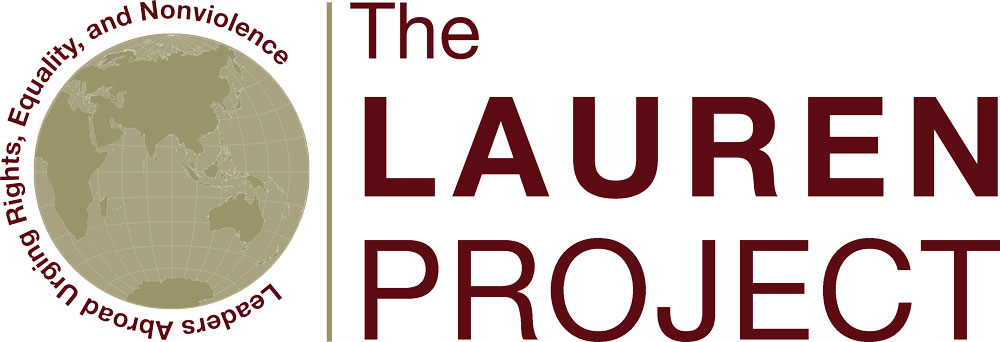 Leaders Abroad Urging Rights, Equality, and Nonviolence
The
LAUREN
PROJECT